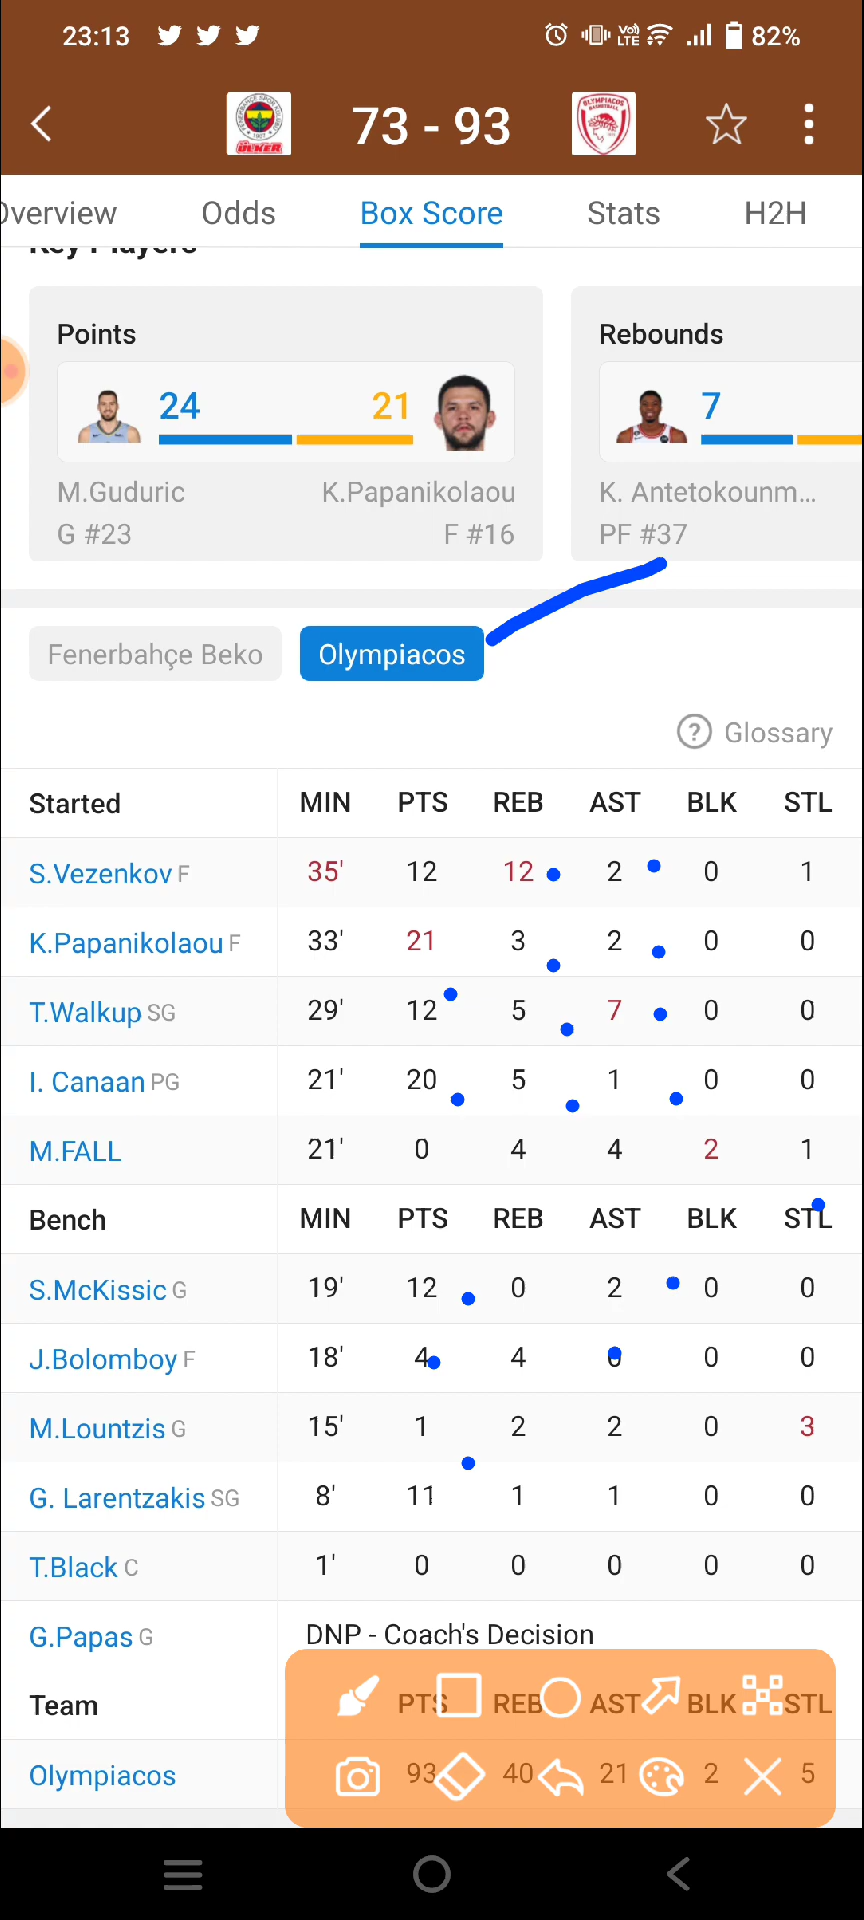 23:13 Vo) LTE 82%
ÜLKER 73 - 93 OLYMPIACOS
Overview Odds Box Score Stats H2H
Key Players
Points Rebounds
24 21 7
M.Guduric K.Papanikolaou K. Antetokounm...
G #23 F #16 PF #37
Fenerbahçe Beko Olympiacos
? Glossary
Started MIN PTS REB AST BLK STL
S.Vezenkov F 35' 12 12 2 0 1
K.Papanikolaou F 33' 21 3 2 0 0
T.Walkup SG 29' 12 5 7 0 0
I. Canaan PG 21' 20 5 1 0 0
M.FALL 21' 0 4 4 2 1
Bench MIN PTS REB AST BLK STL
S.McKissic G 19' 12 0 2 0 0
J.Bolomboy F 18' 4 4 0 0 0
M.Lountzis G 15' 1 2 2 0 3
G. Larentzakis SG 8' 11 1 1 0 0
T.Black C 1' 0 0 0 0 0
G.Papas G DNP - Coach's Decision
Team PTS REB AST BLK STL
Olympiacos 93 40 21 2 5